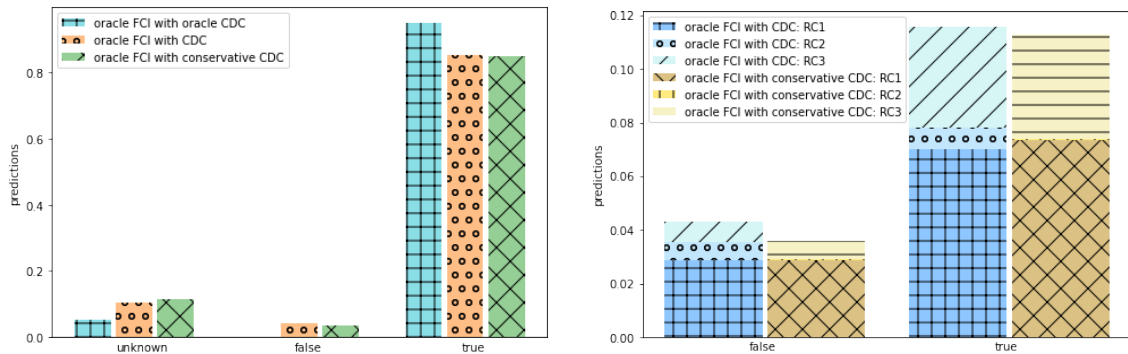 oracle FCI with oracle CDC
oracle FCI with CDC
oracle FCI with conservative CDC
predictions
0.8
0.6
0.4
0.2
0.0
unknown
false
true
oracle FCI with CDC: RC1
oracle FCI with CDC: RC2
oracle FCI with CDC: RC3
oracle FCI with conservative CDC: RC1
oracle FCI with conservative CDC: RC2
oracle FCI with conservative CDC: RC3
predictions
0.12
0.10
0.08
0.06
0.04
0.02
0.00
false
true